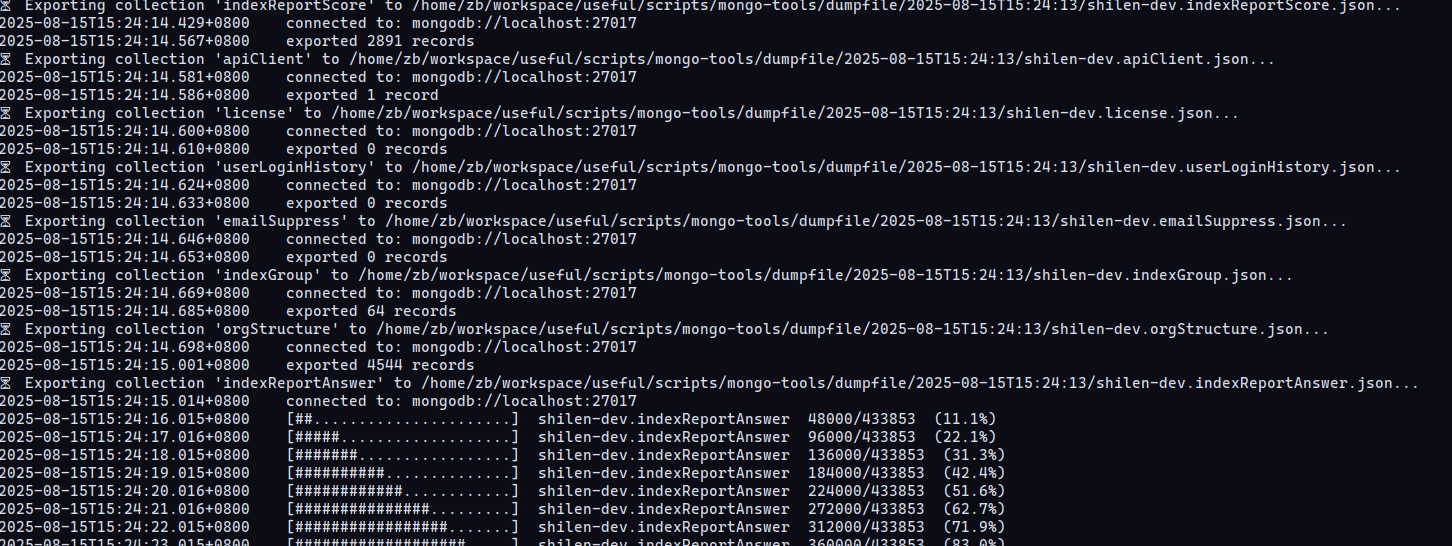 ⏳ Exporting collection 'indexReportScore' to /home/zb/workspace/useful/scripts/mongo-tools/dumpfile/2025-08-15T15:24:13/shilen-dev.indexReportScore.json...
2025-08-15T15:24:14.429+0800    connected to: mongodb://localhost:27017
2025-08-15T15:24:14.567+0800    exported 2891 records
⏳ Exporting collection 'apiClient' to /home/zb/workspace/useful/scripts/mongo-tools/dumpfile/2025-08-15T15:24:13/shilen-dev.apiClient.json...
2025-08-15T15:24:14.581+0800    connected to: mongodb://localhost:27017
2025-08-15T15:24:14.586+0800    exported 1 record
⏳ Exporting collection 'license' to /home/zb/workspace/useful/scripts/mongo-tools/dumpfile/2025-08-15T15:24:13/shilen-dev.license.json...
2025-08-15T15:24:14.600+0800    connected to: mongodb://localhost:27017
2025-08-15T15:24:14.610+0800    exported 0 records
⏳ Exporting collection 'userLoginHistory' to /home/zb/workspace/useful/scripts/mongo-tools/dumpfile/2025-08-15T15:24:13/shilen-dev.userLoginHistory.json...
2025-08-15T15:24:14.624+0800    connected to: mongodb://localhost:27017
2025-08-15T15:24:14.633+0800    exported 0 records
⏳ Exporting collection 'emailSuppress' to /home/zb/workspace/useful/scripts/mongo-tools/dumpfile/2025-08-15T15:24:13/shilen-dev.emailSuppress.json...
2025-08-15T15:24:14.646+0800    connected to: mongodb://localhost:27017
2025-08-15T15:24:14.653+0800    exported 0 records
⏳ Exporting collection 'indexGroup' to /home/zb/workspace/useful/scripts/mongo-tools/dumpfile/2025-08-15T15:24:13/shilen-dev.indexGroup.json...
2025-08-15T15:24:14.669+0800    connected to: mongodb://localhost:27017
2025-08-15T15:24:14.685+0800    exported 64 records
⏳ Exporting collection 'orgStructure' to /home/zb/workspace/useful/scripts/mongo-tools/dumpfile/2025-08-15T15:24:13/shilen-dev.orgStructure.json...
2025-08-15T15:24:14.698+0800    connected to: mongodb://localhost:27017
2025-08-15T15:24:15.001+0800    exported 4544 records
⏳ Exporting collection 'indexReportAnswer' to /home/zb/workspace/useful/scripts/mongo-tools/dumpfile/2025-08-15T15:24:13/shilen-dev.indexReportAnswer.json...
2025-08-15T15:24:15.014+0800    connected to: mongodb://localhost:27017
2025-08-15T15:24:16.015+0800    [##......................]  shilen-dev.indexReportAnswer  48000/433853  (11.1%)
2025-08-15T15:24:17.016+0800    [#####...................]  shilen-dev.indexReportAnswer  96000/433853  (22.1%)
2025-08-15T15:24:18.015+0800    [#######.................]  shilen-dev.indexReportAnswer  136000/433853  (31.3%)
2025-08-15T15:24:19.015+0800    [##########..............]  shilen-dev.indexReportAnswer  184000/433853  (42.4%)
2025-08-15T15:24:20.016+0800    [############............]  shilen-dev.indexReportAnswer  224000/433853  (51.6%)
2025-08-15T15:24:21.016+0800    [###############.........]  shilen-dev.indexReportAnswer  272000/433853  (62.7%)
2025-08-15T15:24:22.015+0800    [#################.......]  shilen-dev.indexReportAnswer  312000/433853  (71.9%)
2025-08-15T15:24:23.015+0800    [###################.....]  shilen-dev.indexReportAnswer  360000/433853  (83.0%)